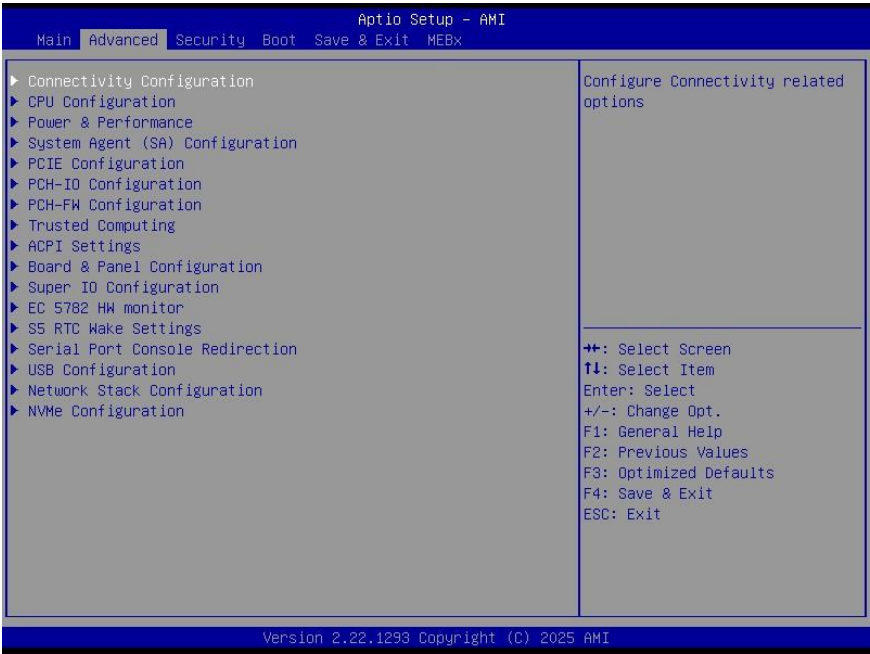 Aptio Setup - AMI
Main Advanced Security Boot Save & Exit MEBx
Connectivity Configuration
CPU Configuration
Power & Performance
System Agent (SA) Configuration
PCIE Configuration
PCH-IO Configuration
PCH-FW Configuration
Trusted Computing
ACPI Settings
Board & Panel Configuration
Super IO Configuration
EC 5782 HW monitor
S5 RTC Wake Settings
Serial Port Console Redirection
USB Configuration
Network Stack Configuration
NVMe Configuration
Configure Connectivity related
options
→←: Select Screen
↑↓: Select Item
Enter: Select
+/-: Change Opt.
F1: General Help
F2: Previous Values
F3: Optimized Defaults
F4: Save & Exit
ESC: Exit
Version 2.22.1293 Copyright (C) 2025 AMI